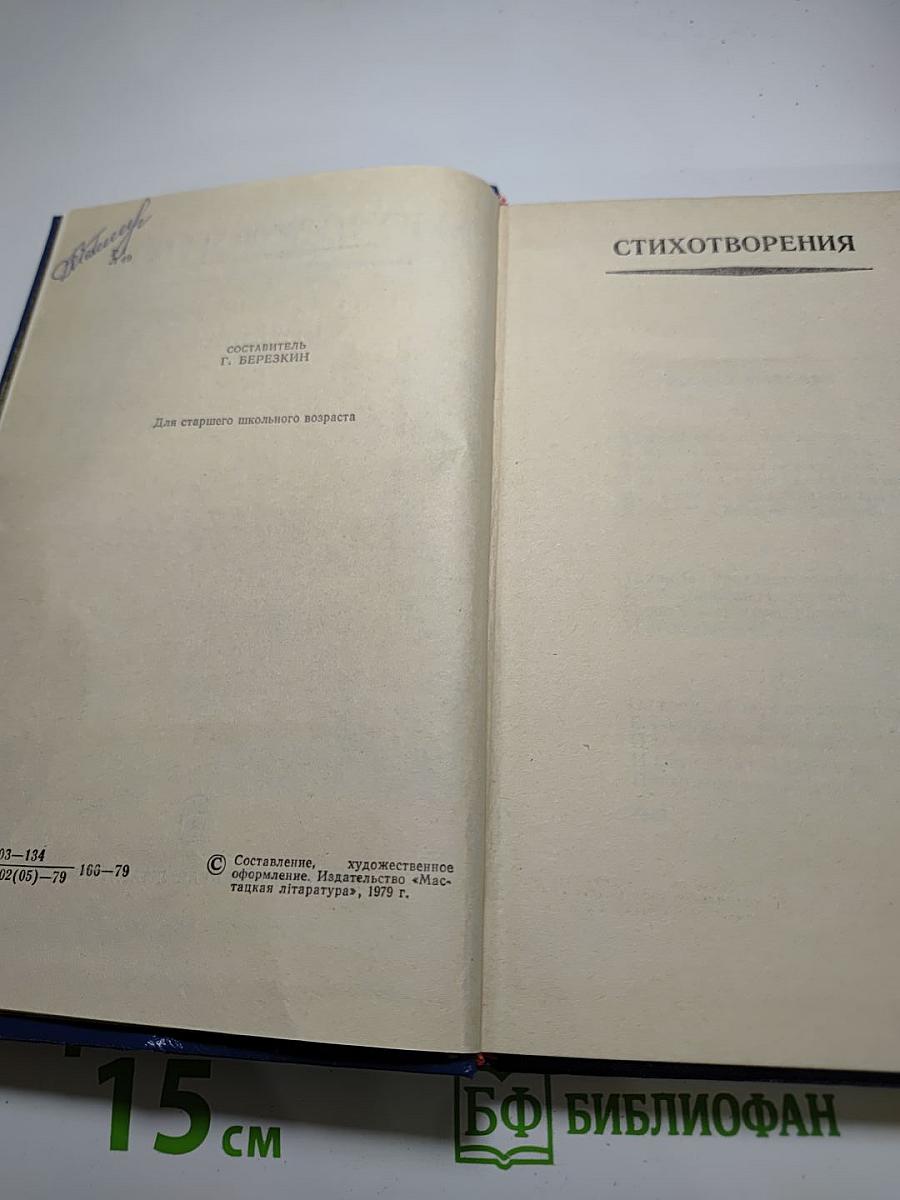 СОСТАВИТЕЛЬ
Г. БЕРЕЗКИН
Для старшего школьного возраста
03—134
02(05)—79
166—79
© Составление, художественное
оформление. Издательство «Мас-
тацкая літаратура», 1979 г.
СТИХОТВОРЕНИЯ
15 см
БФ БИБЛИОФАН